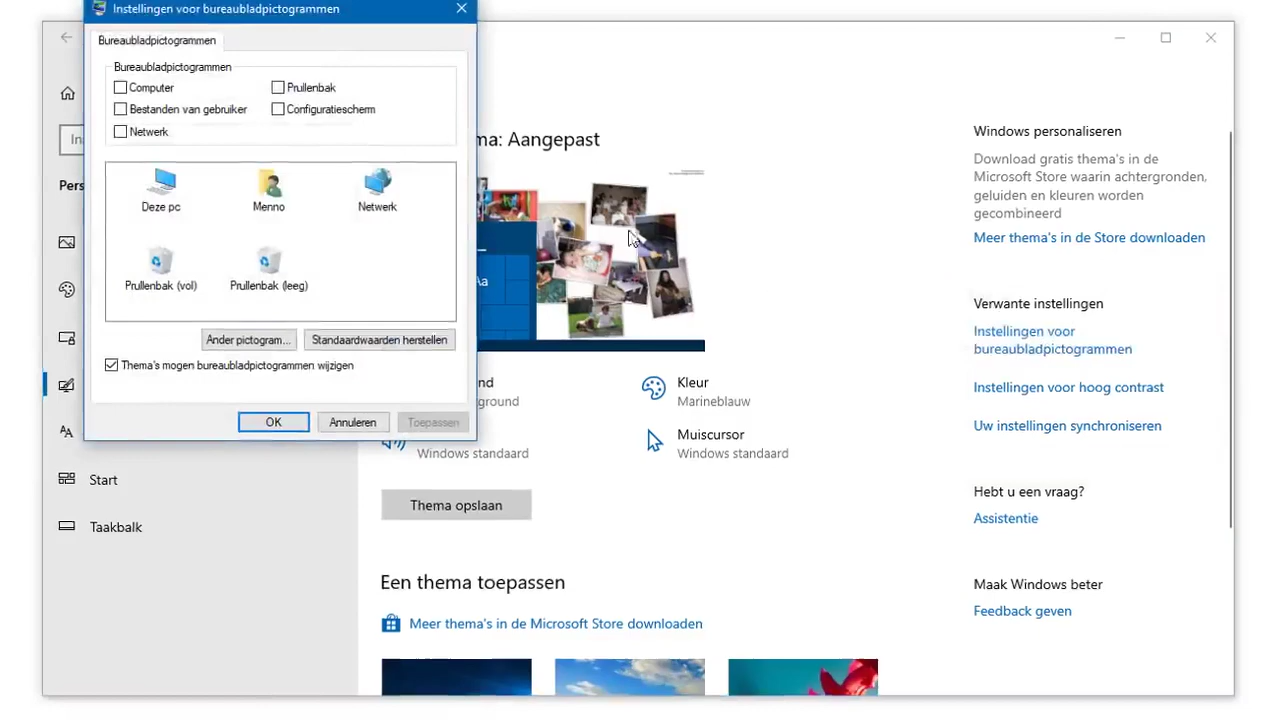 Instellingen voor bureaubladpictogrammen
Bureaubladpictogrammen
Bureaubladpictogrammen
Computer
Prullenbak
Bestanden van gebruiker
Configuratiescherm
Netwerk
Deze pc
Menno
Netwerk
Prullenbak (vol)
Prullenbak (leeg)
Ander pictogram...
Standaardwaarden herstellen
Thema's mogen bureaubladpictogrammen wijzigen
OK
Annuleren
Toepassen
In
Pers
Start
Taakbalk
ma: Aangepast
Aa
nd
ground
Kleur
Marineblauw
Windows standaard
Muiscursor
Windows standaard
Thema opslaan
Een thema toepassen
Meer thema's in de Microsoft Store downloaden
Windows personaliseren
Download gratis thema's in de
Microsoft Store waarin achtergronden,
geluiden en kleuren worden
gecombineerd
Meer thema's in de Store downloaden
Verwante instellingen
Instellingen voor
bureaubladpictogrammen
Instellingen voor hoog contrast
Uw instellingen synchroniseren
Hebt u een vraag?
Assistentie
Maak Windows beter
Feedback geven